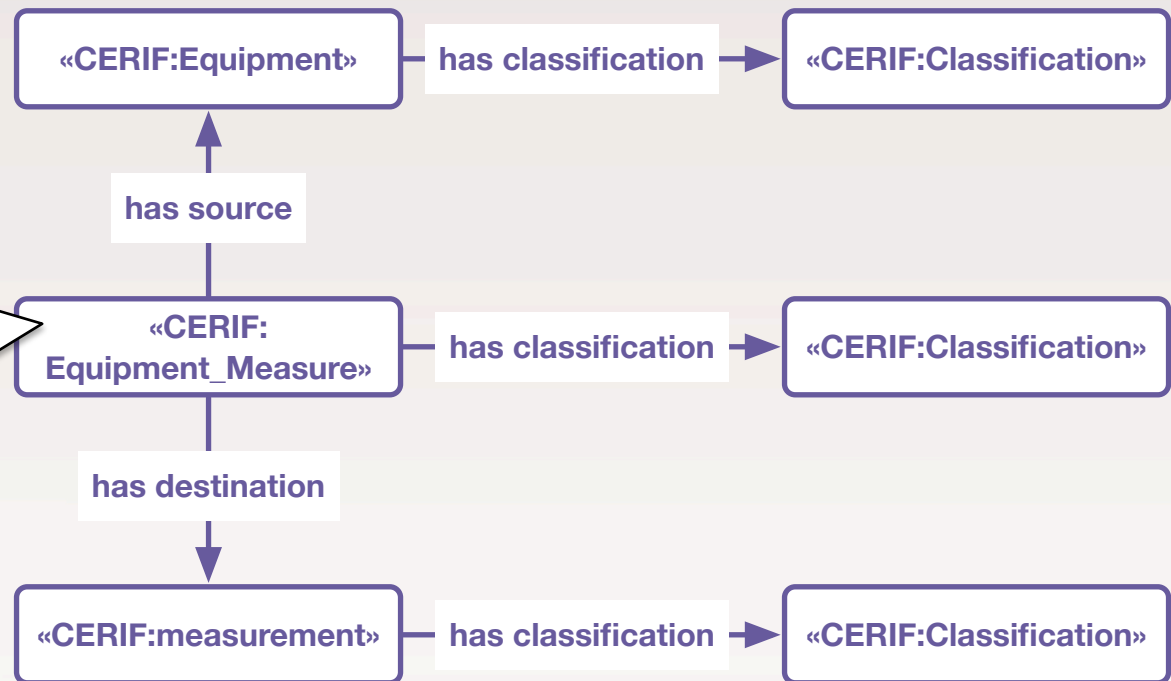 «CERIF:Equipment»
has classification
«CERIF:Classification»
has source
«CERIF:
Equipment_Measure»
has classification
«CERIF:Classification»
has destination
«CERIF:measurement»
has classification
«CERIF:Classification»